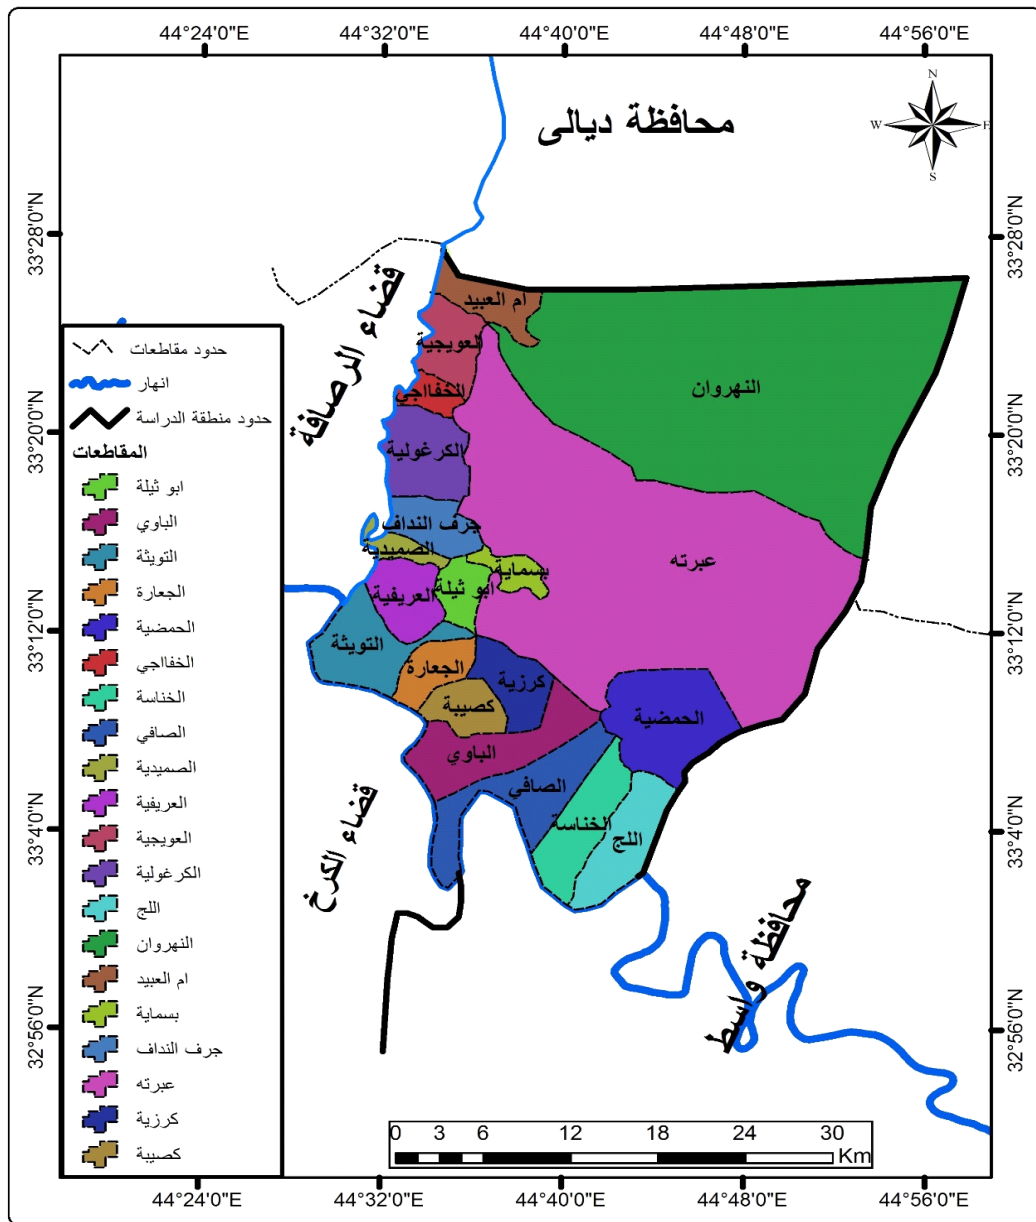 44°24'0"E 44°32'0"E 44°40'0"E 44°48'0"E 44°56'0"E
N
W E
S
محافظة ديالى
33°28'0"N 33°28'0"N
قضاء الرصافة
ام العبيد
العويجية
النهروان
الخفااجي
33°20'0"N 33°20'0"N
الكرغولية
جرف النداف
الصميدية
عبرته
بسماية
ابو ثيلة
العريفية
33°12'0"N 33°12'0"N
التويثة
الجعارة
كرزية
كصيبة
الحمضية
الباوي
الصافي
33°4'0"N 33°4'0"N
قضاء الكرخ
الخناسة
اللج
محافظة واسط
32°56'0"N 32°56'0"N
حدود مقاطعات
انهار
حدود منطقة الدراسة
المقاطعات
ابو ثيلة
الباوي
التويثة
الجعارة
الحمضية
الخفااجي
الخناسة
الصافي
الصميدية
العريفية
العويجية
الكرغولية
اللج
النهروان
ام العبيد
بسماية
جرف النداف
عبرته
كرزية
كصيبة
0 3 6 12 18 24 30
Km
44°24'0"E 44°32'0"E 44°40'0"E 44°48'0"E 44°56'0"E